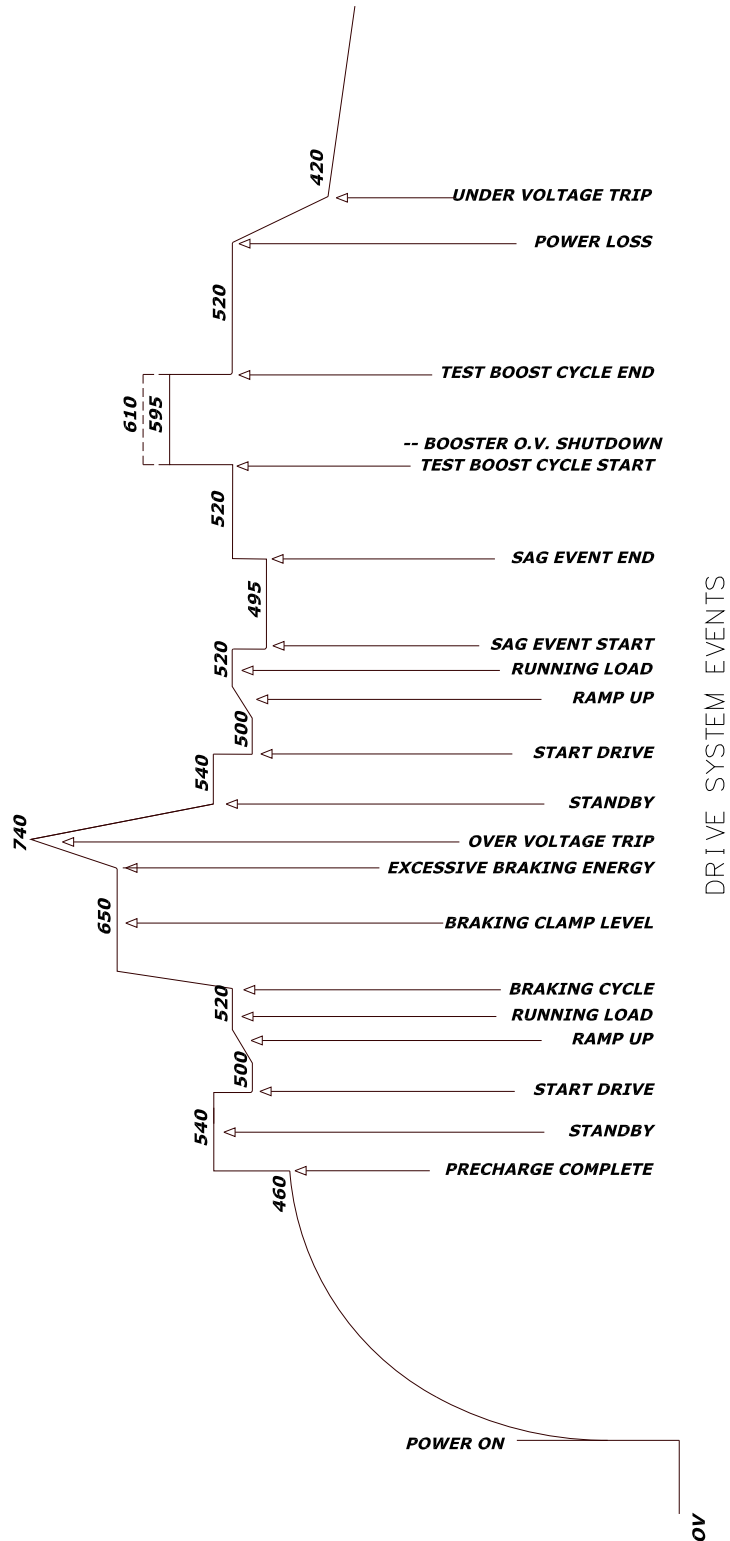 420
UNDER VOLTAGE TRIP
POWER LOSS
520
TEST BOOST CYCLE END
610
595
-- BOOSTER O.V. SHUTDOWN
TEST BOOST CYCLE START
520
SAG EVENT END
495
SAG EVENT START
520
RUNNING LOAD
RAMP UP
500
START DRIVE
540
STANDBY
740
OVER VOLTAGE TRIP
EXCESSIVE BRAKING ENERGY
650
BRAKING CLAMP LEVEL
BRAKING CYCLE
520
RUNNING LOAD
RAMP UP
500
START DRIVE
540
STANDBY
PRECHARGE COMPLETE
460
POWER ON
OV
DRIVE SYSTEM EVENTS